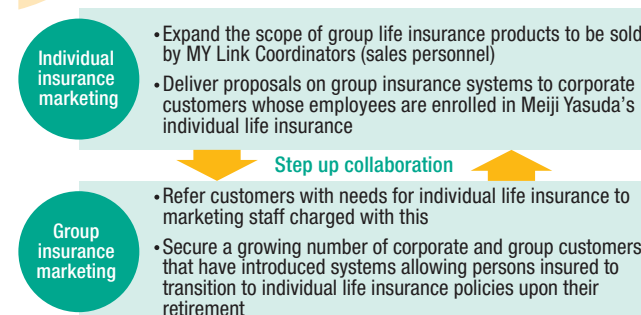 Individual
insurance
marketing
• Expand the scope of group life insurance products to be sold
by MY Link Coordinators (sales personnel)
• Deliver proposals on group insurance systems to corporate
customers whose employees are enrolled in Meiji Yasuda's
individual life insurance
Step up collaboration
Group
insurance
marketing
• Refer customers with needs for individual life insurance to
marketing staff charged with this
• Secure a growing number of corporate and group customers
that have introduced systems allowing persons insured to
transition to individual life insurance policies upon their
retirement